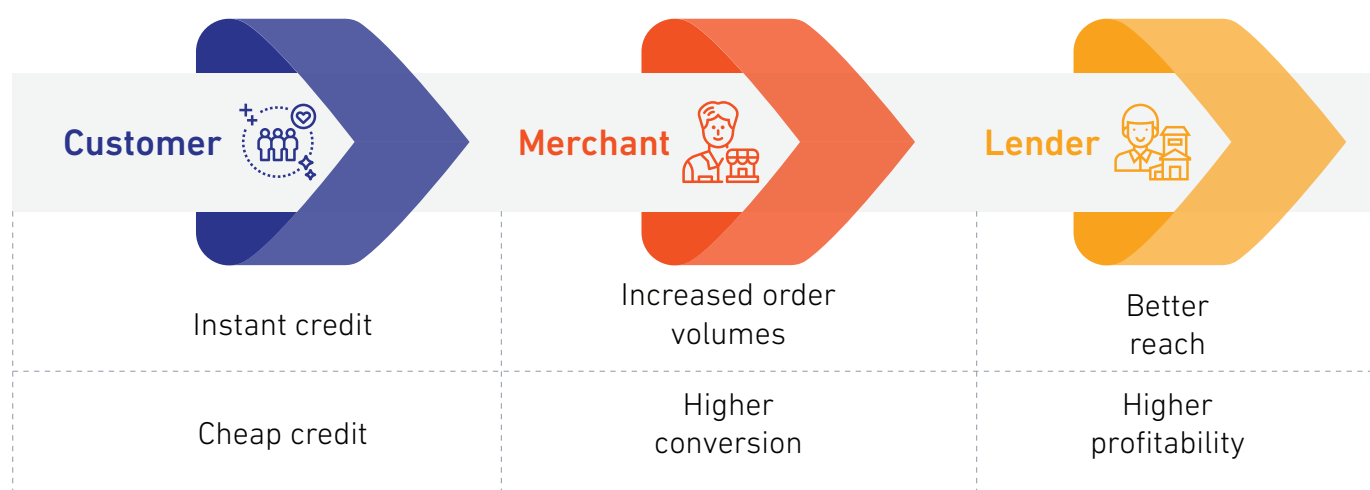 Customer
Merchant
Lender
Instant credit
Increased order
volumes
Better
reach
Cheap credit
Higher
conversion
Higher
profitability